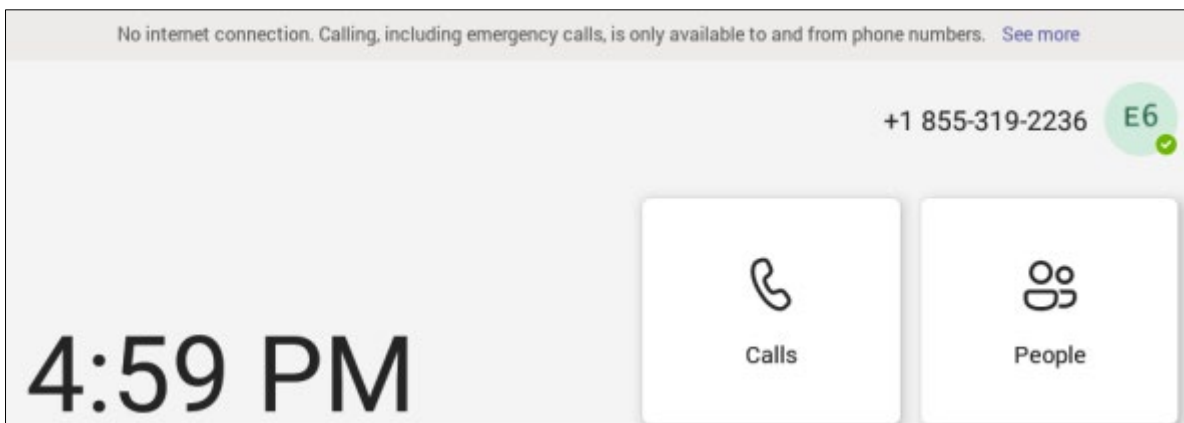 No internet connection. Calling, including emergency calls, is only available to and from phone numbers. See more
+1 855-319-2236 E6
Calls People
4:59 PM